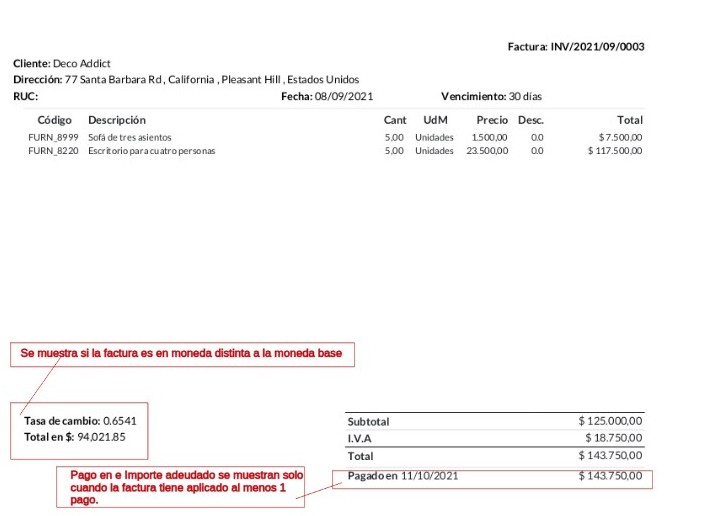 Factura: INV/2021/09/0003
Cliente: Deco Addict
Dirección: 77 Santa Barbara Rd, California , Pleasant Hill , Estados Unidos
RUC: Fecha: 08/09/2021 Vencimiento: 30 días
Código Descripción Cant UdM Precio Desc. Total
FURN_8999 Sofá de tres asientos 5,00 Unidades 1.500,00 0.0 $ 7.500,00
FURN_8220 Escritorio para cuatro personas 5,00 Unidades 23.500,00 0.0 $ 117.500,00
Se muestra si la factura es en moneda distinta a la moneda base
Tasa de cambio: 0.6541
Total en $: 94,021.85
Subtotal $ 125.000,00
I.V.A $ 18.750,00
Total $ 143.750,00
Pagado en 11/10/2021 $ 143.750,00
Pago en e Importe adeudado se muestran solo
cuando la factura tiene aplicado al menos 1
pago.